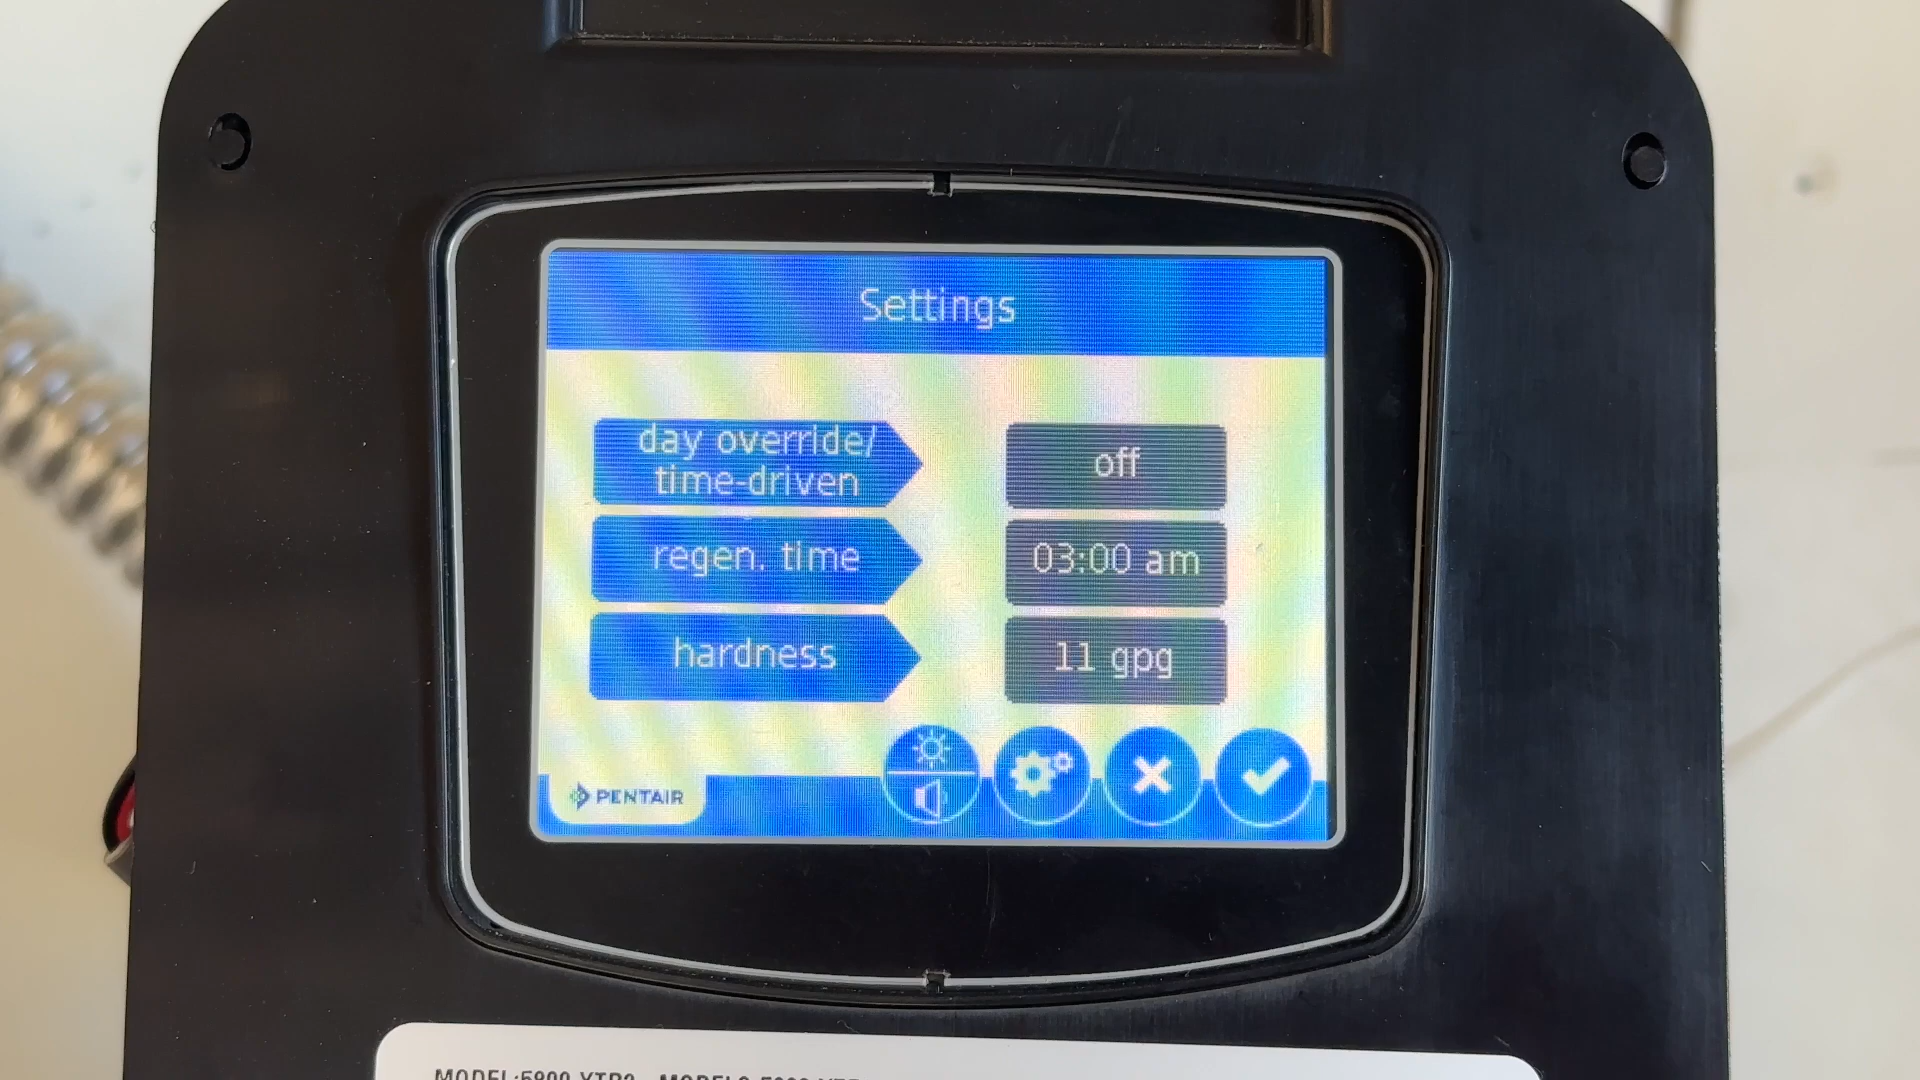 Settings
day override/
time-driven
off
regen. time
03:00 am
hardness
11 gpg
PENTAIR